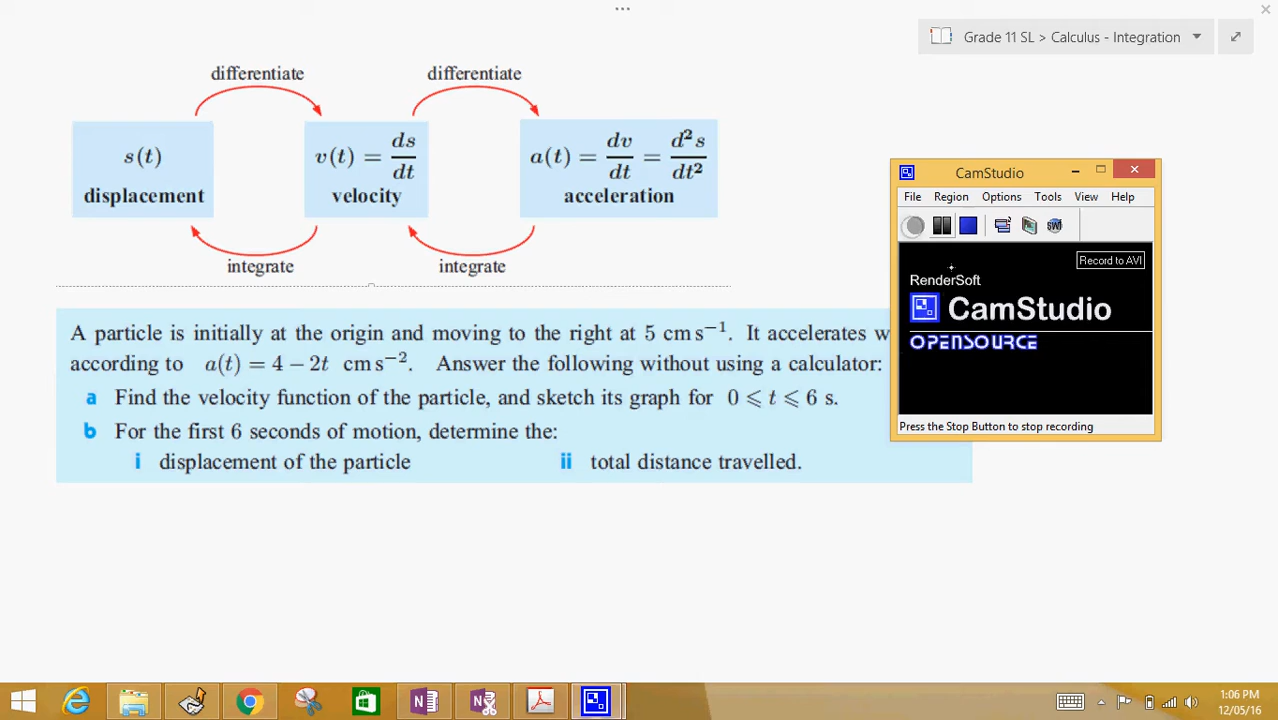 Grade 11 SL > Calculus - Integration
differentiate differentiate
s(t)
displacement
v(t) = ds/dt
velocity
a(t) = dv/dt = d²s/dt²
acceleration
integrate integrate
A particle is initially at the origin and moving to the right at 5 cm s⁻¹. It accelerates w
according to a(t) = 4 − 2t cm s⁻². Answer the following without using a calculator:
a Find the velocity function of the particle, and sketch its graph for 0 ⩽ t ⩽ 6 s.
b For the first 6 seconds of motion, determine the:
i displacement of the particle ii total distance travelled.
CamStudio
File Region Options Tools View Help
Record to AVI
RenderSoft
CamStudio
OPENSOURCE
Press the Stop Button to stop recording
1:06 PM
12/05/16